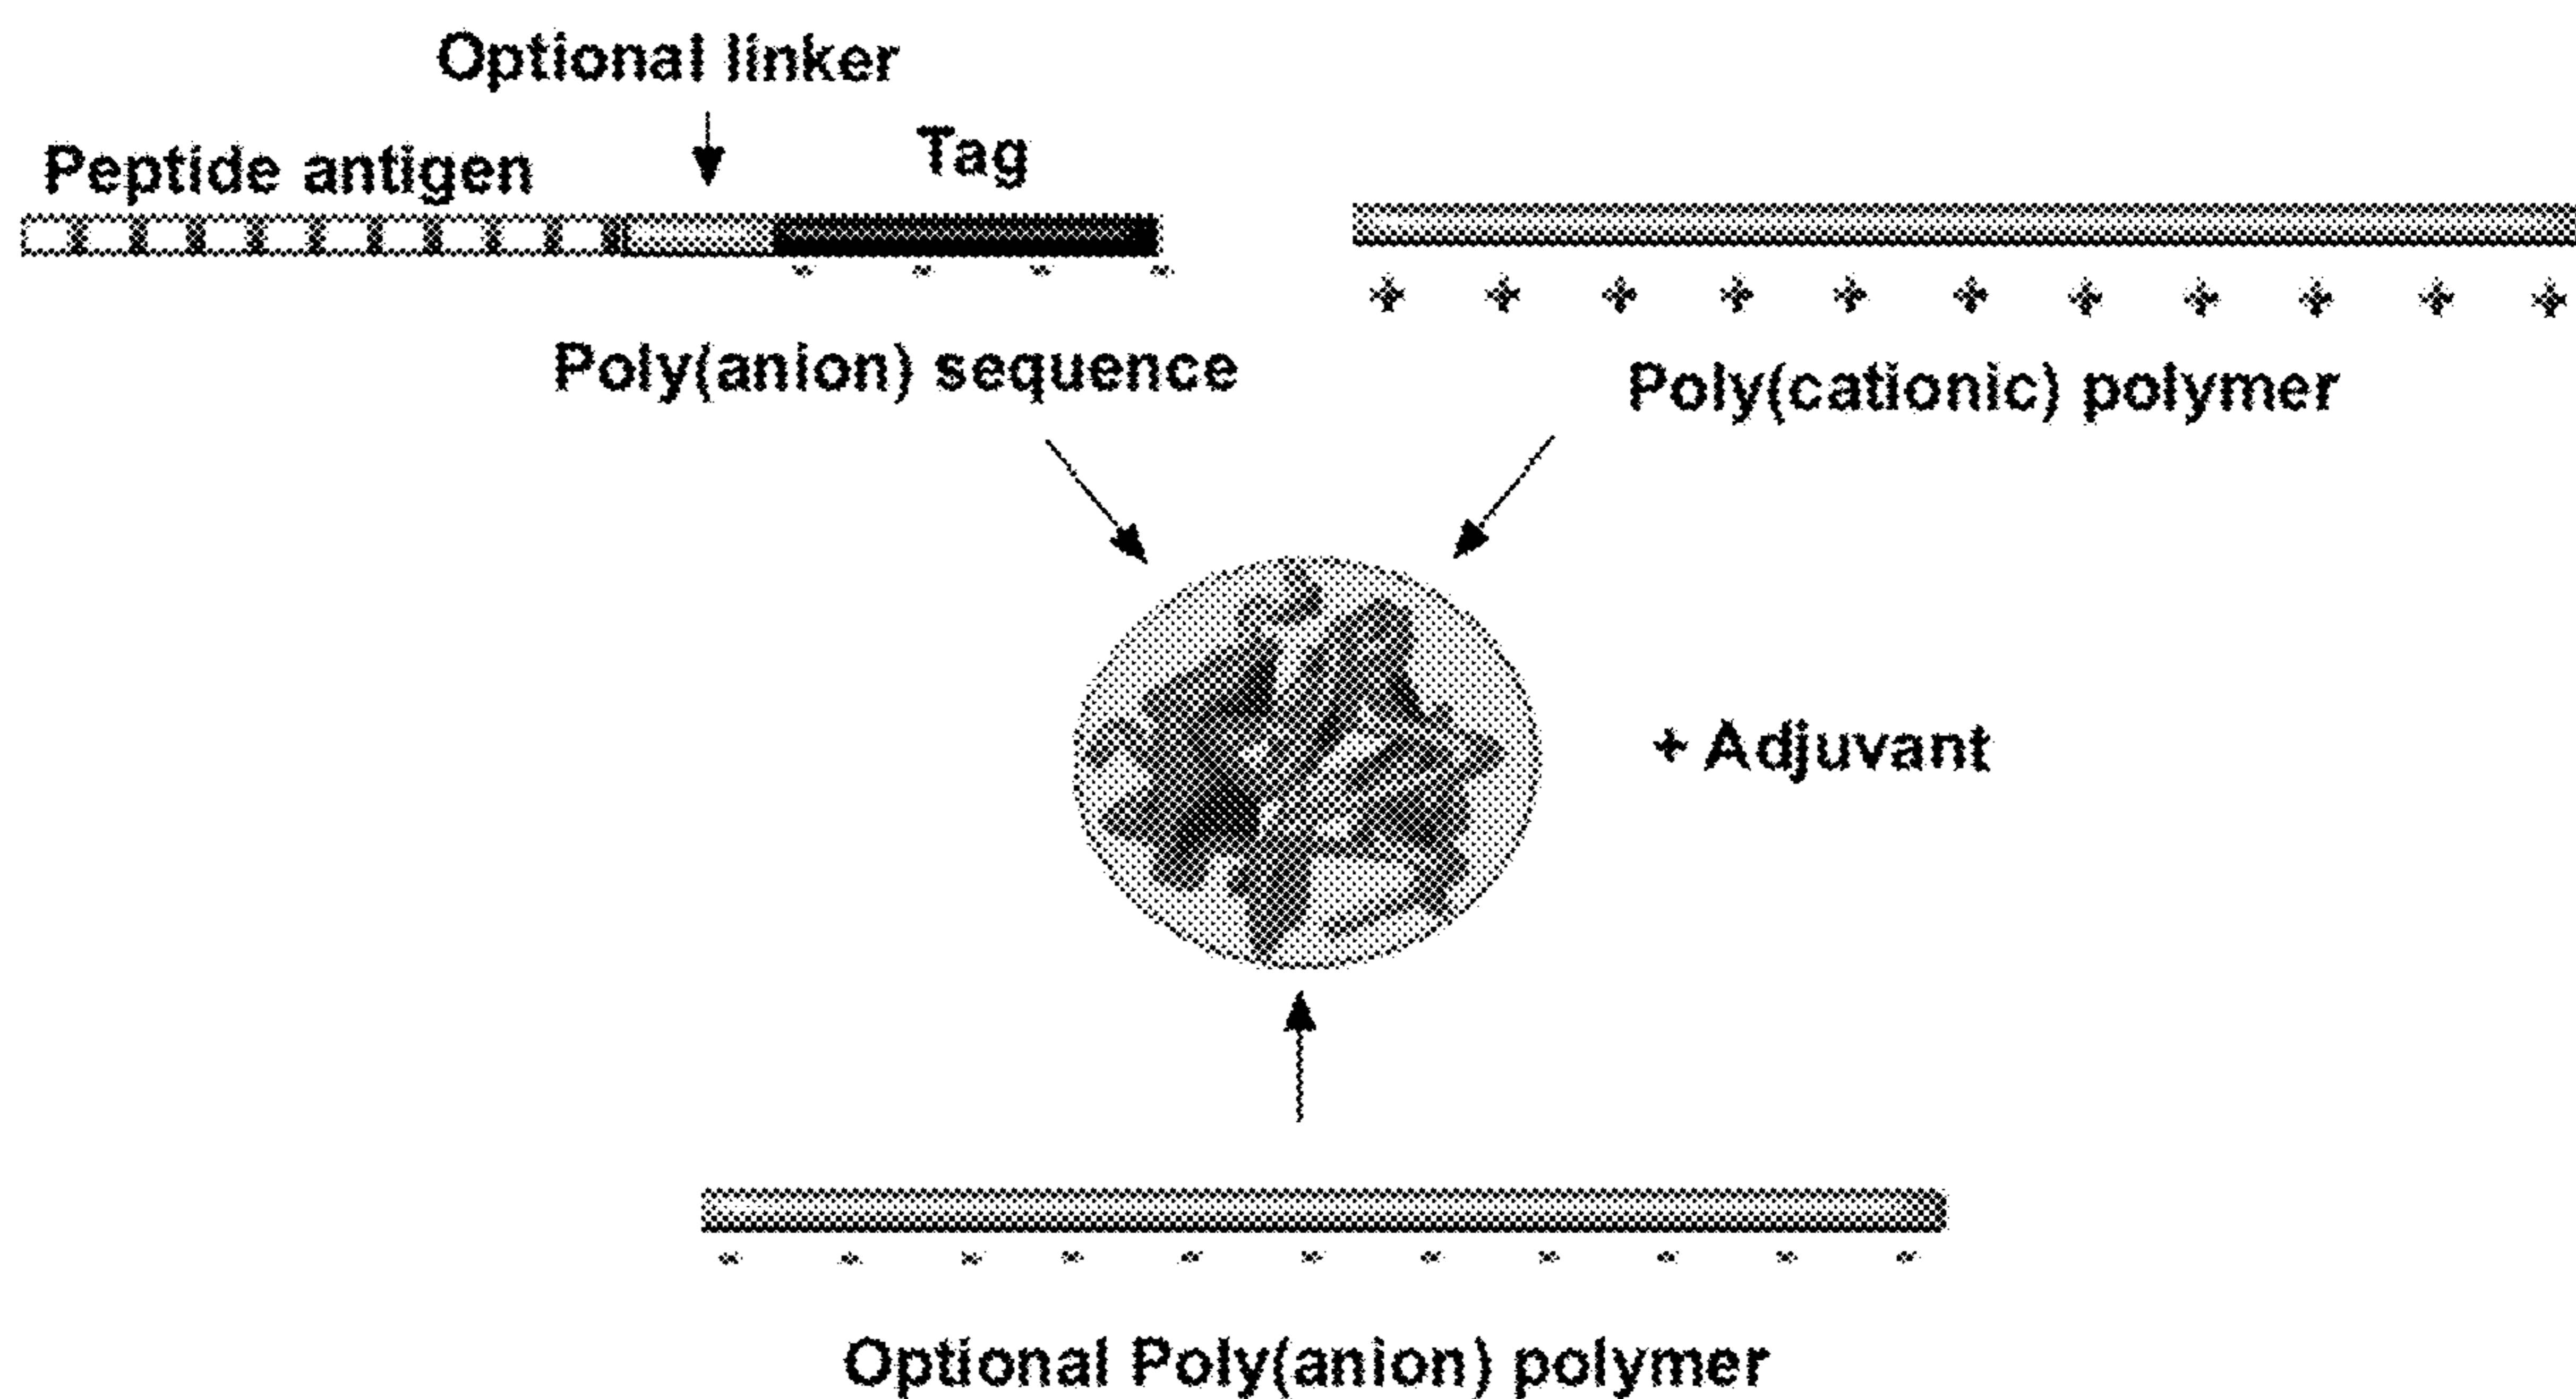 Optional linker
Peptide antigen
Tag
Poly(anion) sequence
Poly(cationic) polymer
+ Adjuvant
Optional Poly(anion) polymer